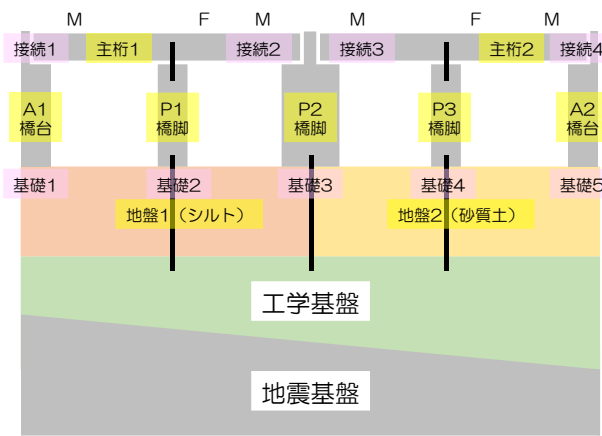 M F M M F M
接続1 主桁1 接続2 接続3 主桁2 接続4
A1 P1 P2 P3 A2
橋台 橋脚 橋脚 橋脚 橋台
基礎1 基礎2 基礎3 基礎4 基礎5
地盤1（シルト） 地盤2（砂質土）
工学基盤
地震基盤